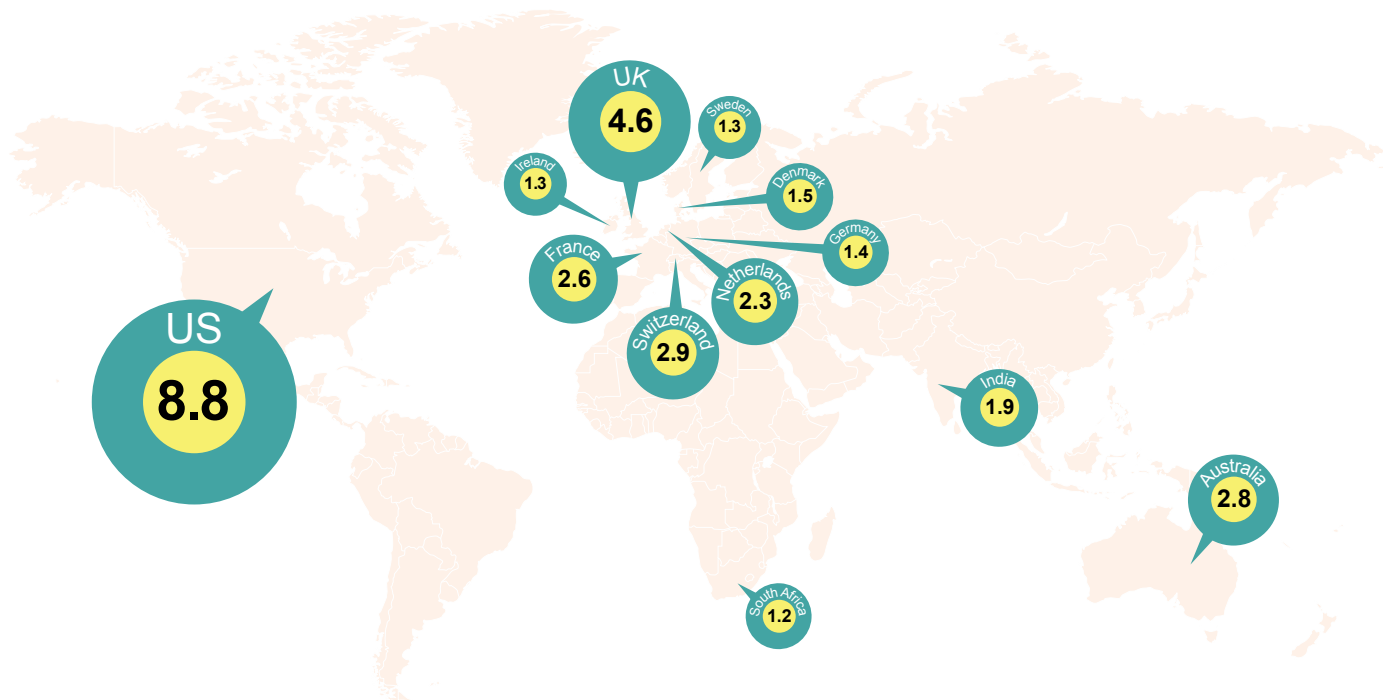 UK
4.6
Sweden
1.3
Ireland
1.3
Denmark
1.5
Germany
1.4
France
2.6
Netherlands
2.3
Switzerland
2.9
US
8.8
India
1.9
Australia
2.8
South Africa
1.2